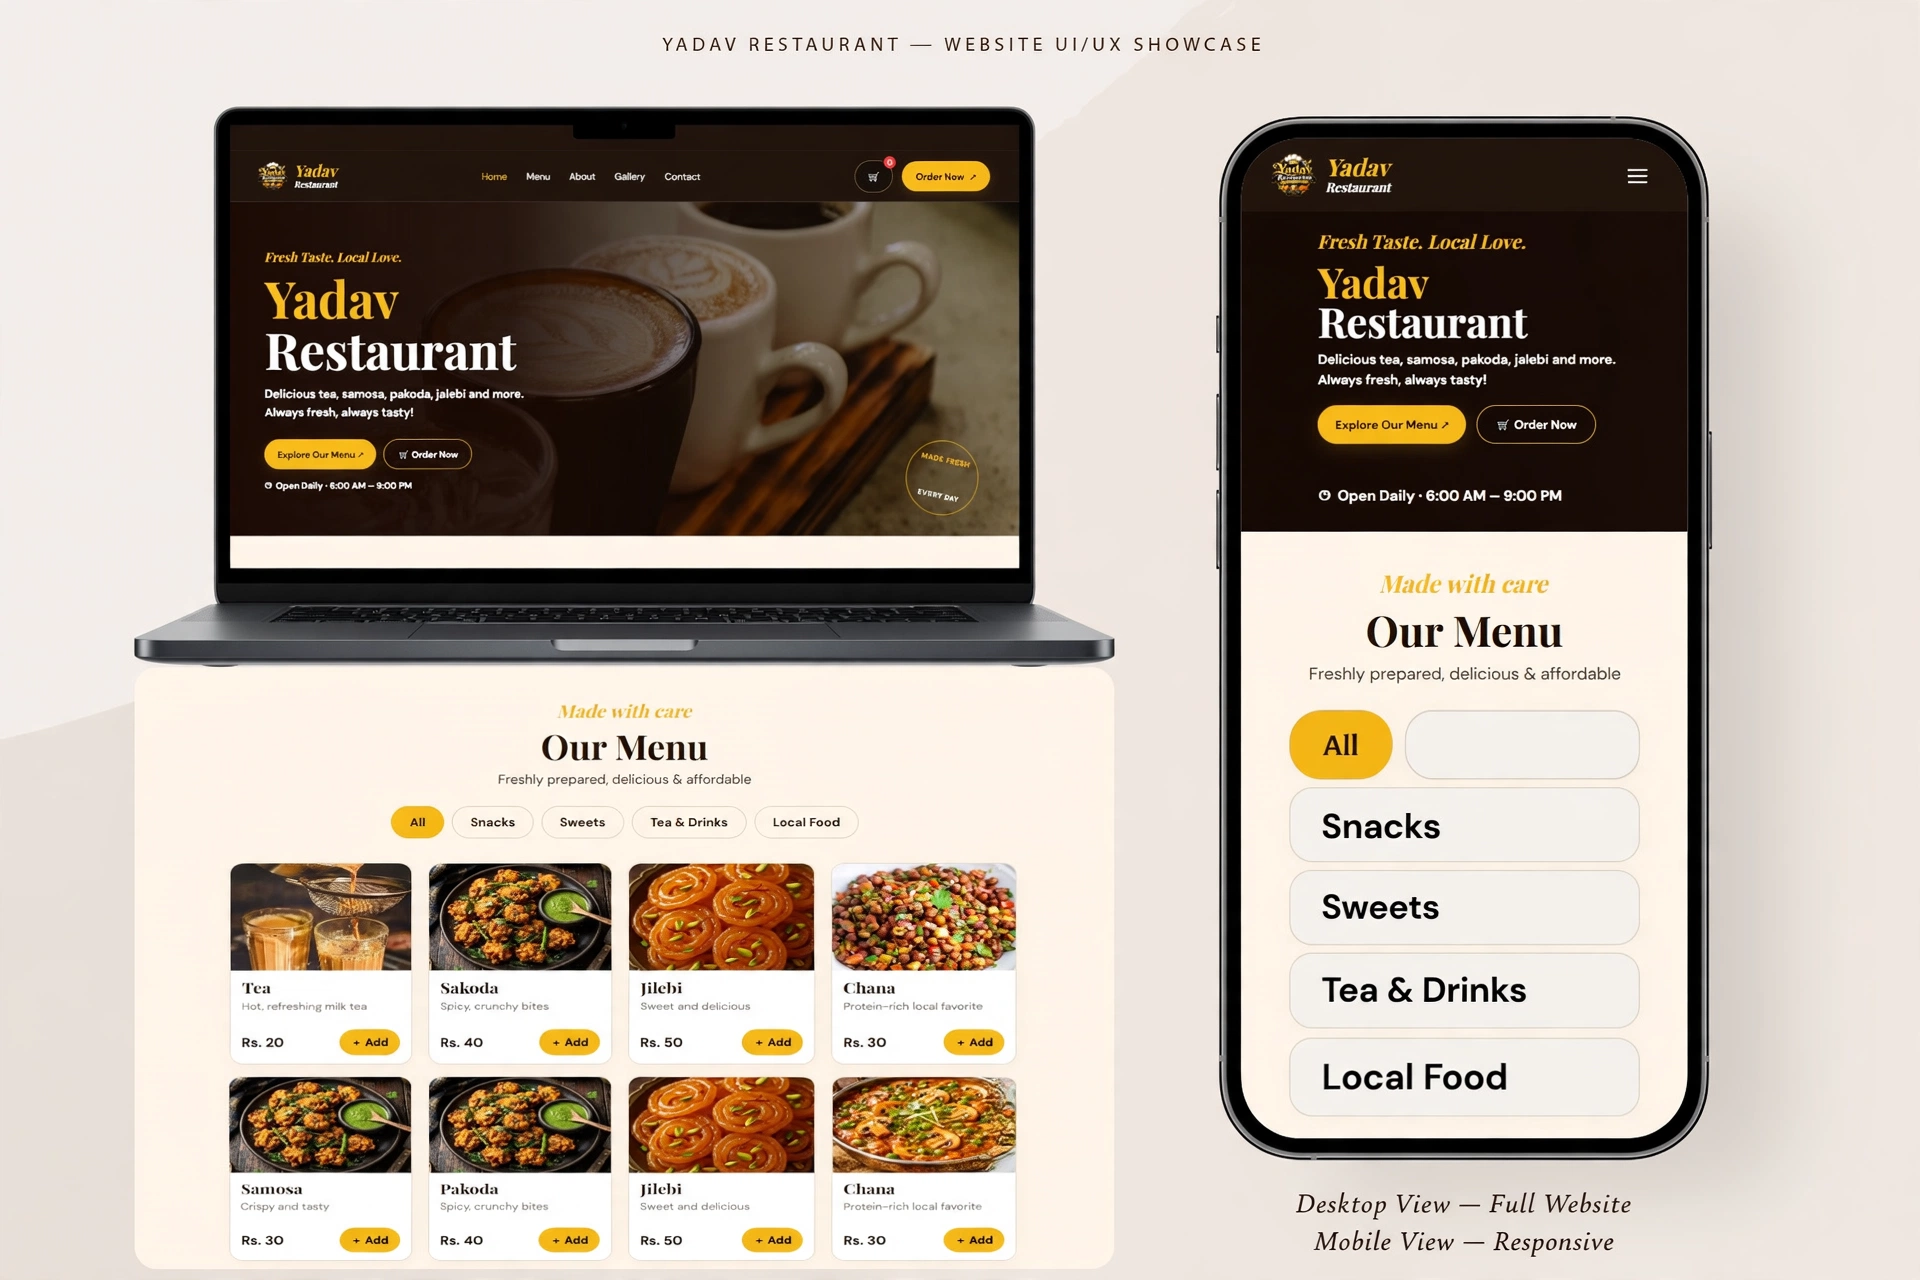 YADAV RESTAURANT — WEBSITE UI/UX SHOWCASE
Yadav
Restaurant
Home Menu About Gallery Contact
0
Order Now ↗
Fresh Taste. Local Love.
Yadav
Restaurant
Delicious tea, samosa, pakoda, jalebi and more.
Always fresh, always tasty!
Explore Our Menu ↗ Order Now
Open Daily · 6:00 AM – 9:00 PM
MADE FRESH
EVERY DAY
Made with care
Our Menu
Freshly prepared, delicious & affordable
All Snacks Sweets Tea & Drinks Local Food
Tea
Hot, refreshing milk tea
Rs. 20 + Add
Sakoda
Spicy, crunchy bites
Rs. 40 + Add
Jilebi
Sweet and delicious
Rs. 50 + Add
Chana
Protein-rich local favorite
Rs. 30 + Add
Samosa
Crispy and tasty
Rs. 30 + Add
Pakoda
Spicy, crunchy bites
Rs. 40 + Add
Jilebi
Sweet and delicious
Rs. 50 + Add
Chana
Protein-rich local favorite
Rs. 30 + Add
Yadav
Restaurant
Yadav
Restaurant
Fresh Taste. Local Love.
Yadav
Restaurant
Delicious tea, samosa, pakoda, jalebi and more.
Always fresh, always tasty!
Explore Our Menu ↗ Order Now
Open Daily · 6:00 AM – 9:00 PM
Made with care
Our Menu
Freshly prepared, delicious & affordable
All
Snacks
Sweets
Tea & Drinks
Local Food
Desktop View — Full Website
Mobile View — Responsive